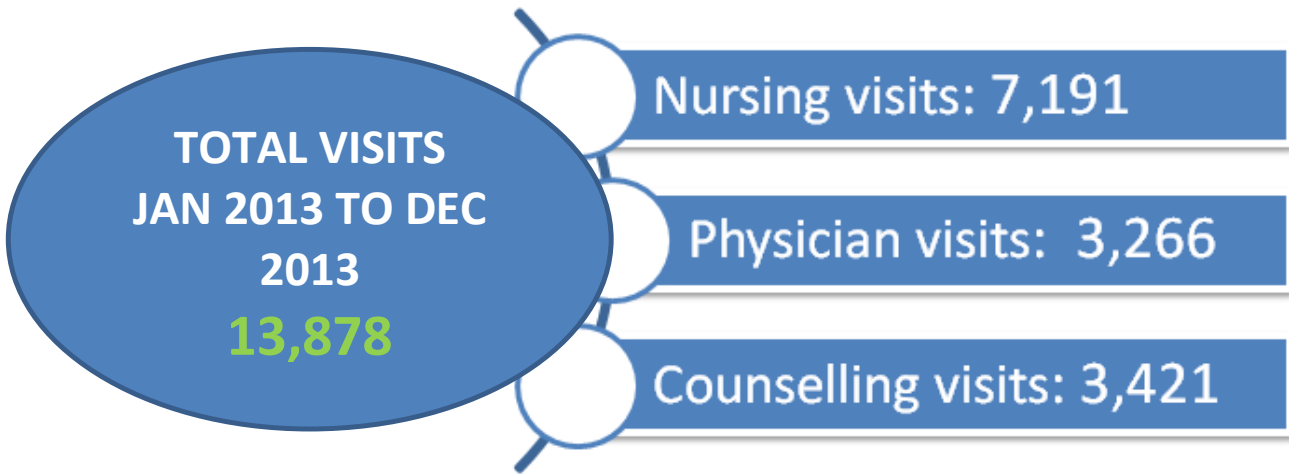 TOTAL VISITS
JAN 2013 TO DEC
2013
13,878
Nursing visits: 7,191
Physician visits: 3,266
Counselling visits: 3,421